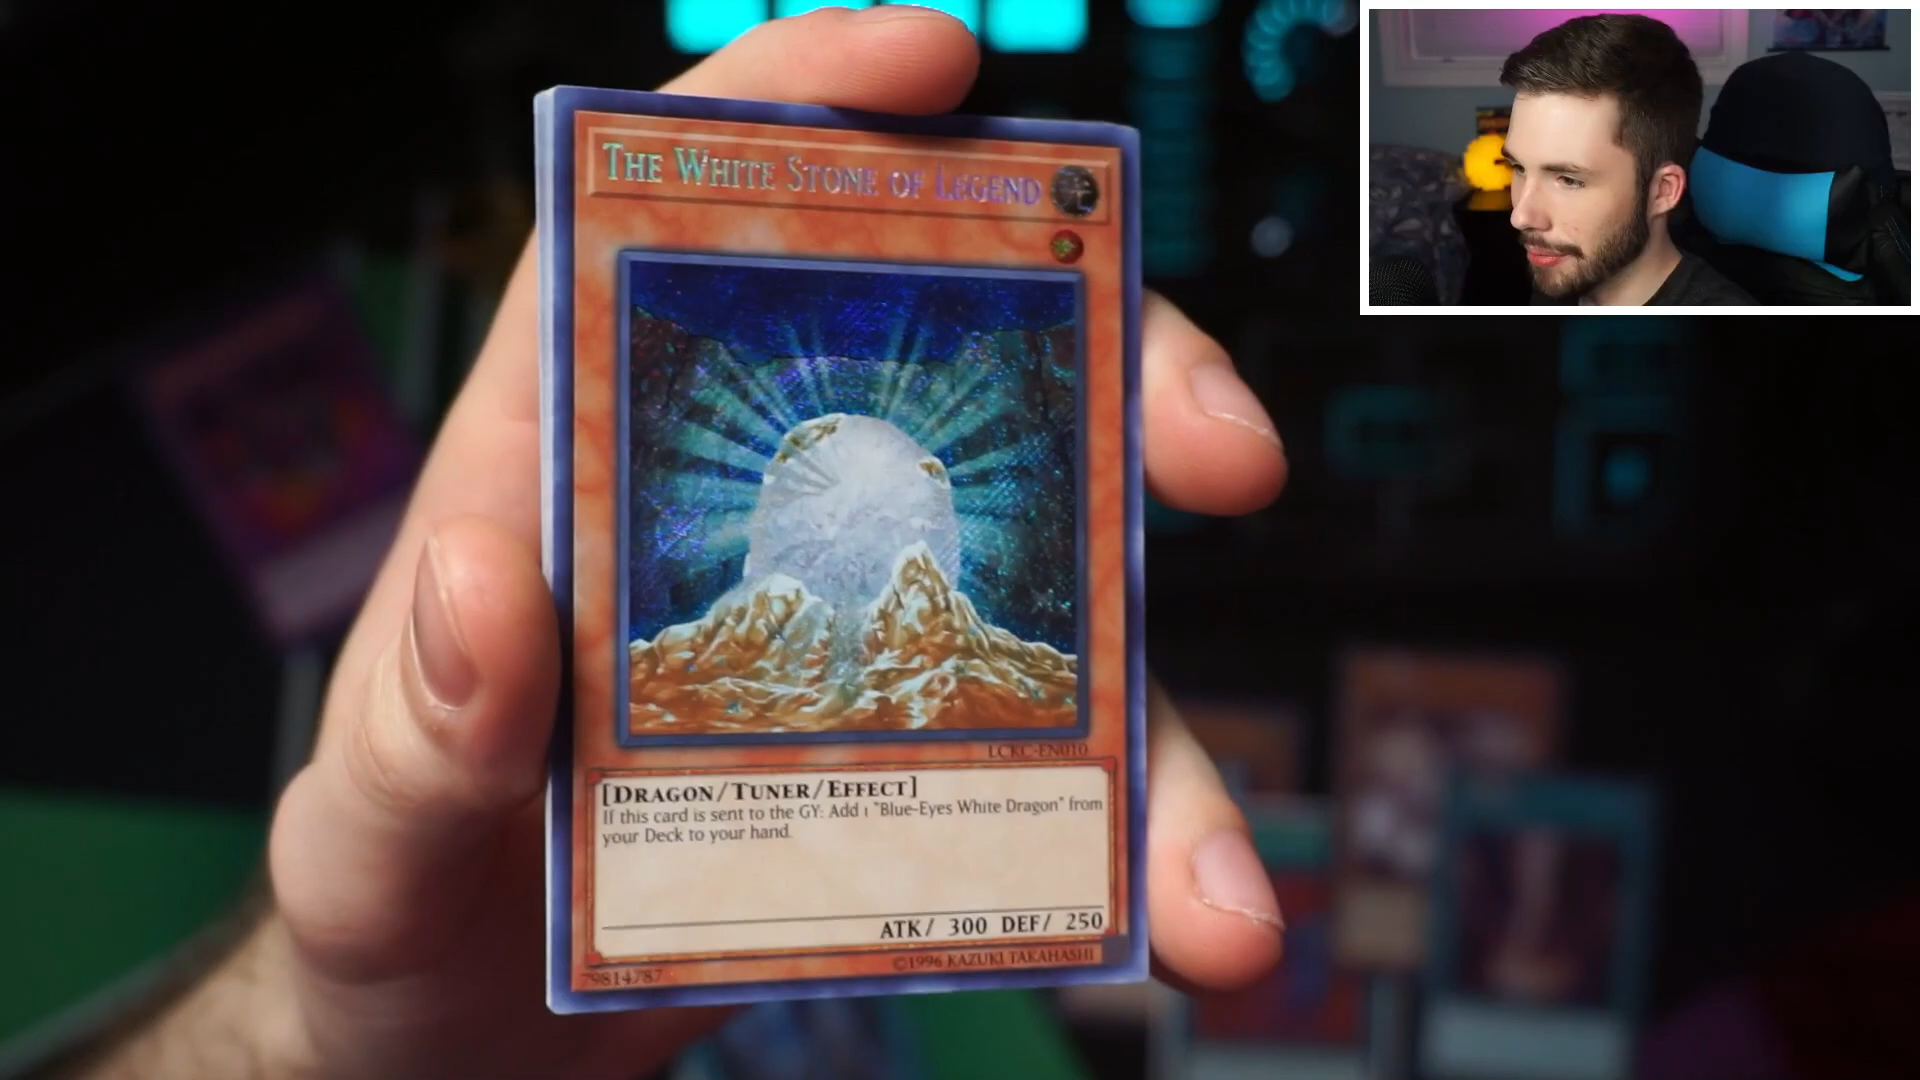 THE WHITE STONE OF LEGEND
LCKC-EN010
[DRAGON/TUNER/EFFECT]
If this card is sent to the GY: Add 1 "Blue-Eyes White Dragon" from
your Deck to your hand.
ATK/ 300 DEF/ 250
79814787
©1996 KAZUKI TAKAHASHI